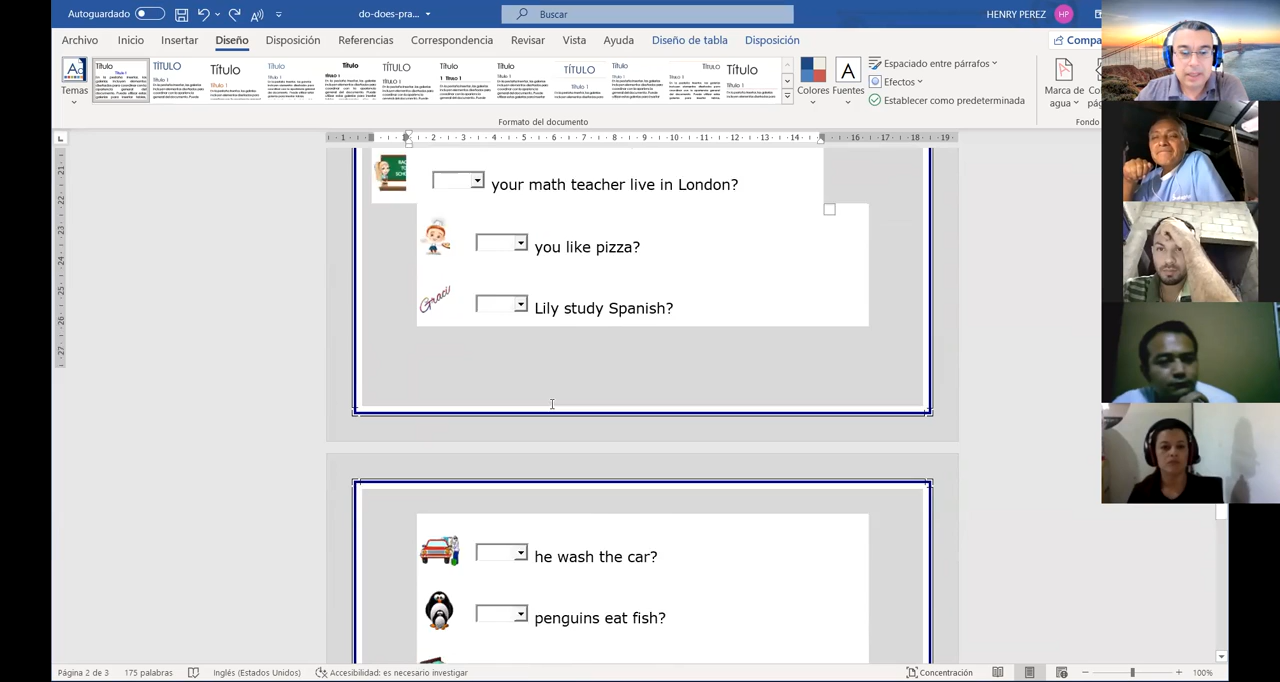 Autoguardado
do-does-pra...
Buscar
HENRY PEREZ HP
Archivo Inicio Insertar Diseño Disposición Referencias Correspondencia Revisar Vista Ayuda Diseño de tabla Disposición Compa
Temas
Título
TÍTULO
Título
Título
TÍTULO
Título
Colores
Fuentes
Espaciado entre párrafos
Efectos
Establecer como predeterminada
Marca de
agua
Formato del documento
Fondo
your math teacher live in London?
you like pizza?
Graci
Lily study Spanish?
he wash the car?
penguins eat fish?
Página 2 de 3 175 palabras Inglés (Estados Unidos) Accesibilidad: es necesario investigar Concentración 100%